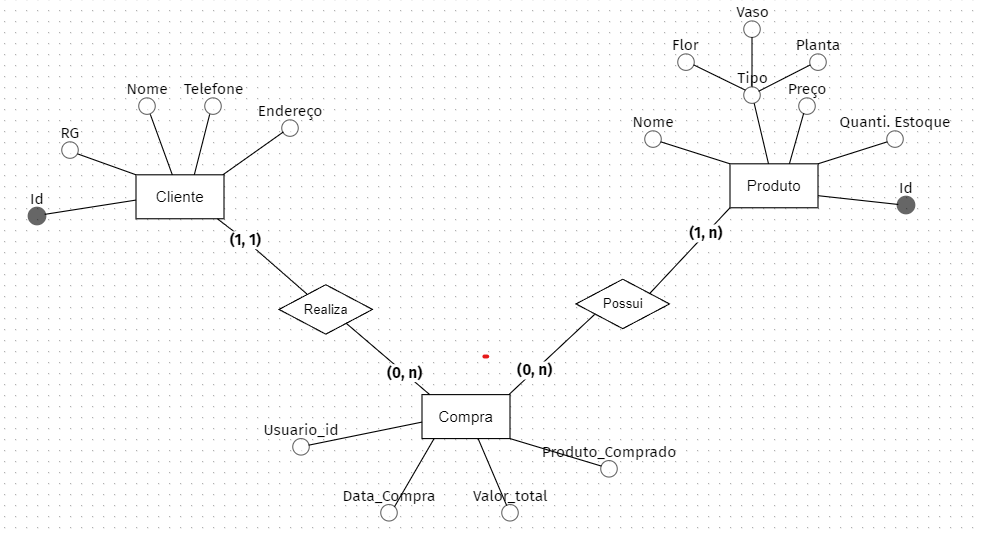 Vaso
Flor
Planta
Tipo
Preço
Nome
Telefone
Endereço
Nome
Quanti. Estoque
RG
Id
Cliente
Produto
Id
(1, 1)
(1, n)
Realiza
Possui
(0, n)
(0, n)
Compra
Usuario_id
Produto_Comprado
Data_Compra
Valor_total